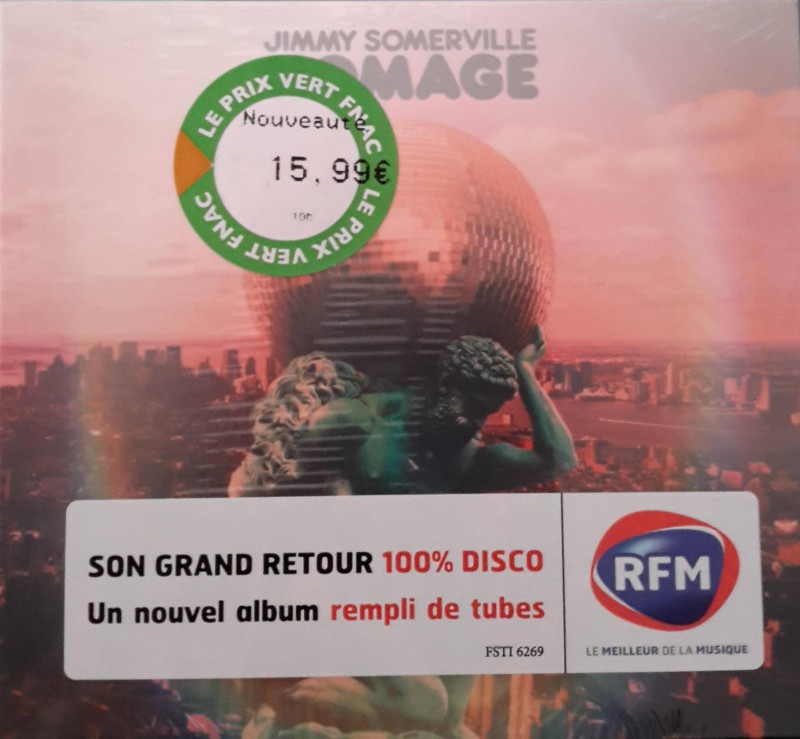 JIMMY SOMERVILLE
OMAGE
LE PRIX VERT FNAC
Nouveauté
15,99€
LE PRIX VERT FNAC
SON GRAND RETOUR 100% DISCO
Un nouvel album rempli de tubes
FSTI 6269
RFM
LE MEILLEUR DE LA MUSIQUE